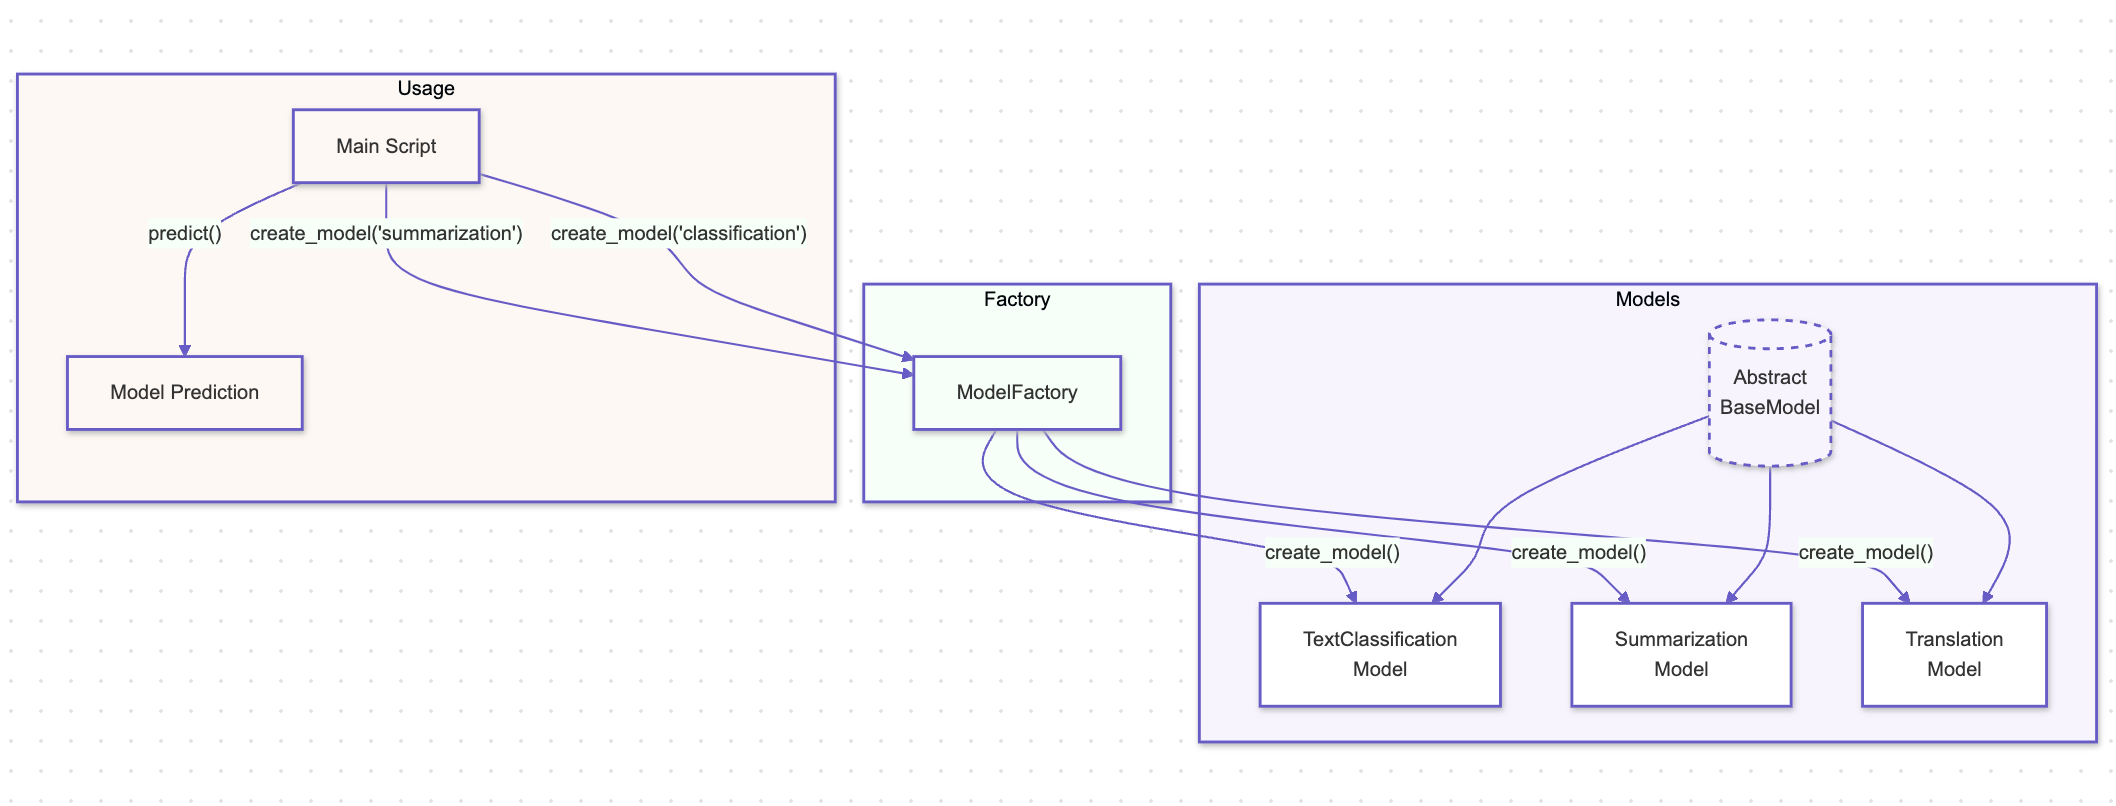 Usage
Main Script
predict()
create_model('summarization')
create_model('classification')
Model Prediction
Factory
ModelFactory
Models
Abstract
BaseModel
create_model()
create_model()
create_model()
TextClassification
Model
Summarization
Model
Translation
Model